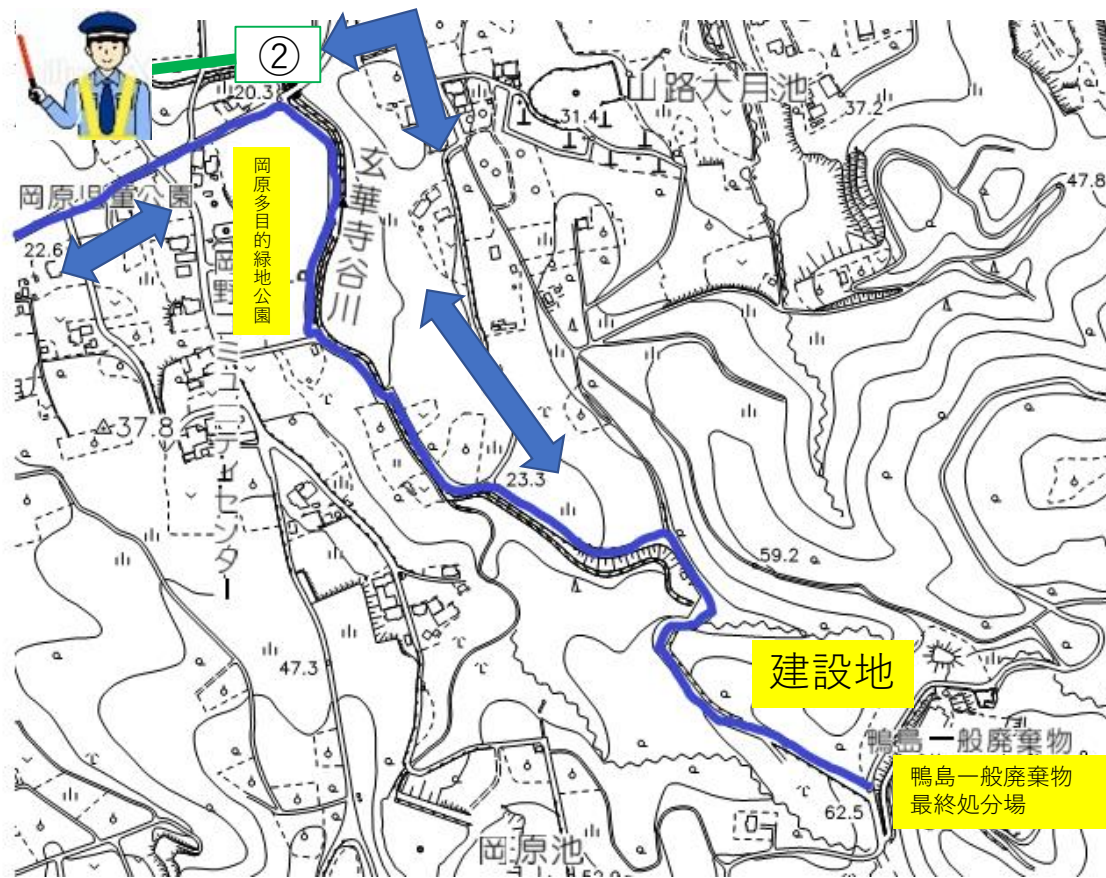 ②
20.3
山路大月池
37.2
31.4
47.8
岡原児童公園
岡原多目的緑地公園
玄華寺谷川
22.6
岡野コミュニティセンター
37.8
23.3
59.2
47.3
建設地
鴨島一般廃棄物
鴨島一般廃棄物
最終処分場
62.5
岡原池